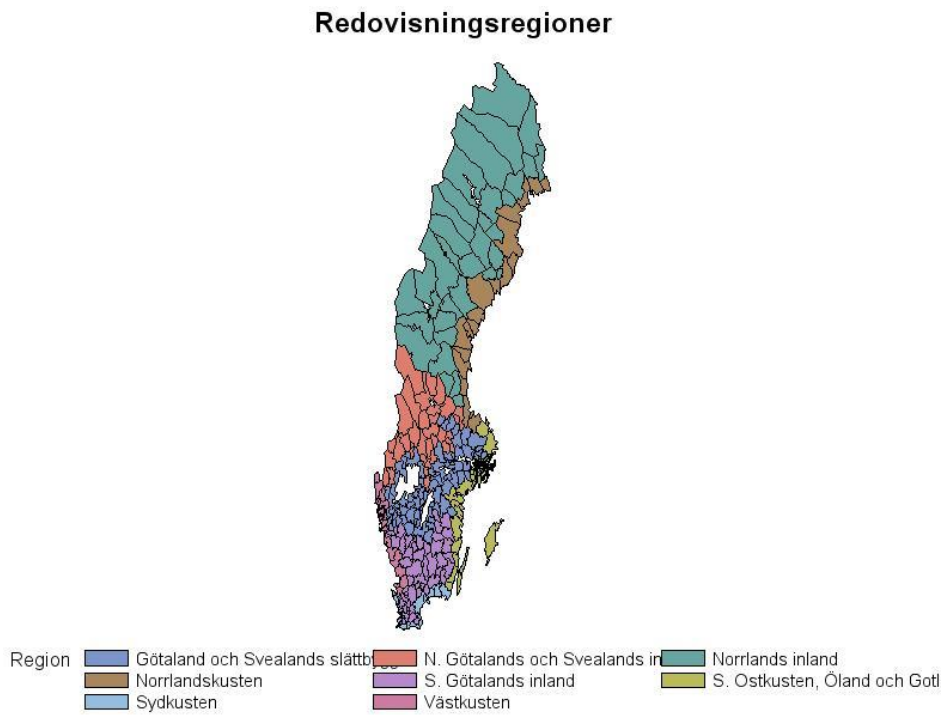 Redovisningsregioner
Region Götaland och Svealands slättbygg N. Götalands och Svealands in Norrlands inland
Norrlandskusten S. Götalands inland S. Ostkusten, Öland och Gotl
Sydkusten Västkusten